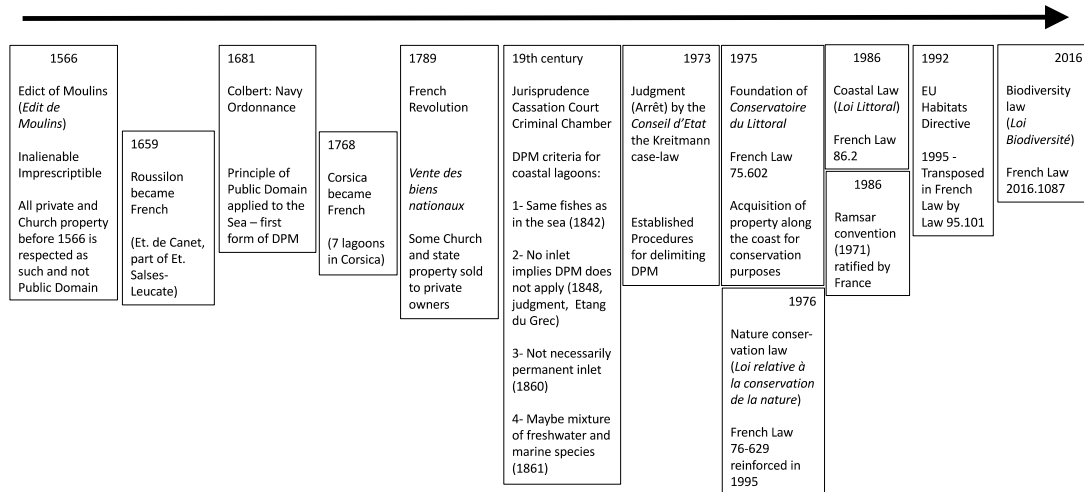 1566
Edict of Moulins
(Edit de
Moulins)
Inalienable
Imprescriptible
All private and
Church property
before 1566 is
respected as
such and not
Public Domain
1659
Roussilon
became
French
(Et. de Canet,
part of Et.
Salses-
Leucate)
1681
Colbert: Navy
Ordonnance
Principle of
Public Domain
applied to the
Sea – first
form of DPM
1768
Corsica
became
French
(7 lagoons
in Corsica)
1789
French
Revolution
Vente des
biens
nationaux
Some Church
and state
property sold
to private
owners
19th century
Jurisprudence
Cassation Court
Criminal Chamber
DPM criteria for
coastal lagoons:
1- Same fishes as
in the sea (1842)
2- No inlet
implies DPM does
not apply (1848,
judgment, Etang
du Grec)
3- Not necessarily
permanent inlet
(1860)
4- Maybe mixture
of freshwater and
marine species
(1861)
1973
Judgment
(Arrêt) by the
Conseil d'Etat
the Kreitmann
case-law
Established
Procedures
for delimiting
DPM
1975
Foundation of
Conservatoire
du Littoral
French Law
75.602
Acquisition of
property along
the coast for
conservation
purposes
1976
Nature conser-
vation law
(Loi relative à
la conservation
de la nature)
French Law
76-629
reinforced in
1995
1986
Coastal Law
(Loi Littoral)
French Law
86.2
1986
Ramsar
convention
(1971)
ratified by
France
1992
EU
Habitats
Directive
1995 -
Transposed
in French
Law by
Law 95.101
2016
Biodiversity
law
(Loi
Biodiversité)
French Law
2016.1087